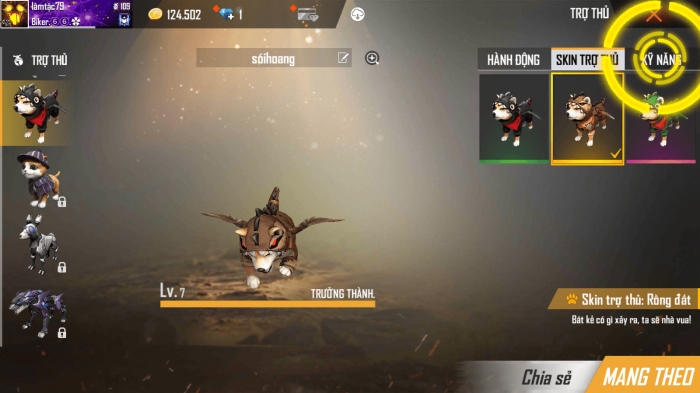 lâmtặc79
109
Biker. 6 6
124.502
+ 1
TRỢ THỦ
TRỢ THỦ
sóihoang
HÀNH ĐỘNG
SKIN TRỢ THỦ
KỸ NĂNG
Lv. 7
TRƯỞNG THÀNH.
Skin trợ thủ: Rồng đất
Bất kể có gì xảy ra, ta sẽ nhà vua!
Chia sẻ
MANG THEO